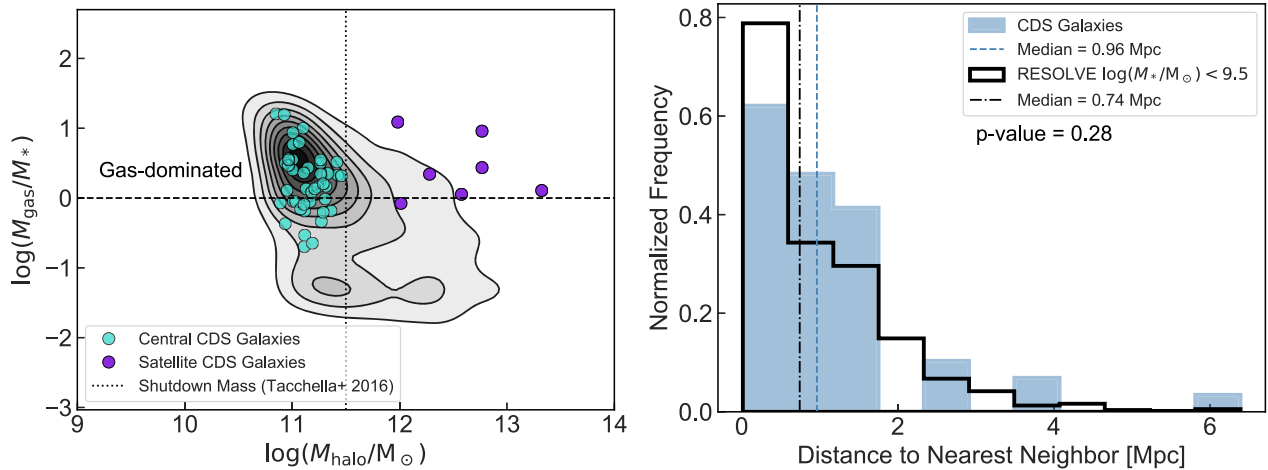 2
1
0
−1
−2
−3
9
10
11
12
13
14
log(M_gas/M_*)
log(M_halo/M_⊙)
Gas-dominated
Central CDS Galaxies
Satellite CDS Galaxies
Shutdown Mass (Tacchella+ 2016)
0.8
0.6
0.4
0.2
0.0
0
2
4
6
Normalized Frequency
Distance to Nearest Neighbor [Mpc]
CDS Galaxies
Median = 0.96 Mpc
RESOLVE log(M_*/M_⊙) < 9.5
Median = 0.74 Mpc
p-value = 0.28